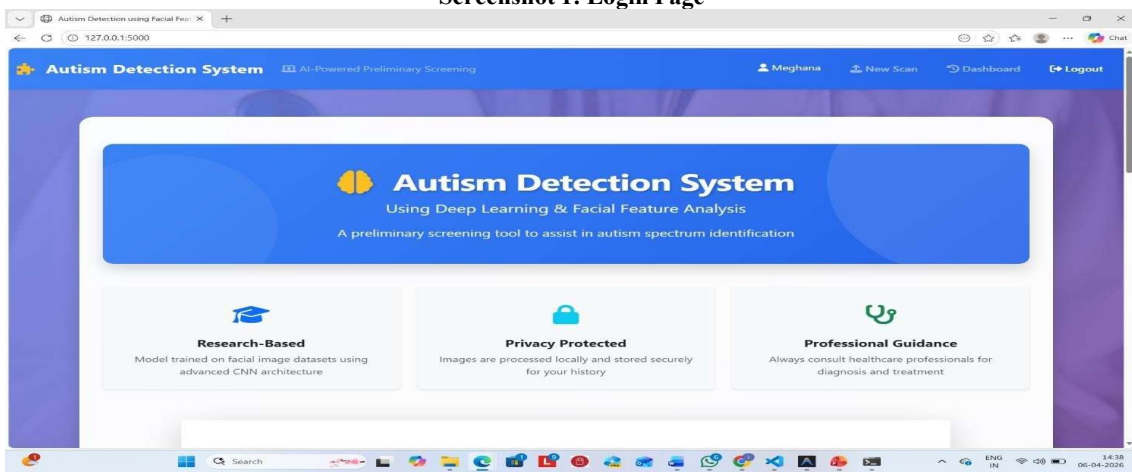 Screenshot 1: Login Page
Autism Detection using Facial Feat
127.0.0.1:5000
Chat
Autism Detection System
AI-Powered Preliminary Screening
Meghana
New Scan
Dashboard
Logout
Autism Detection System
Using Deep Learning & Facial Feature Analysis
A preliminary screening tool to assist in autism spectrum identification
Research-Based
Model trained on facial image datasets using
advanced CNN architecture
Privacy Protected
Images are processed locally and stored securely
for your history
Professional Guidance
Always consult healthcare professionals for
diagnosis and treatment
Search
ENG
IN
14:38
06-04-2026